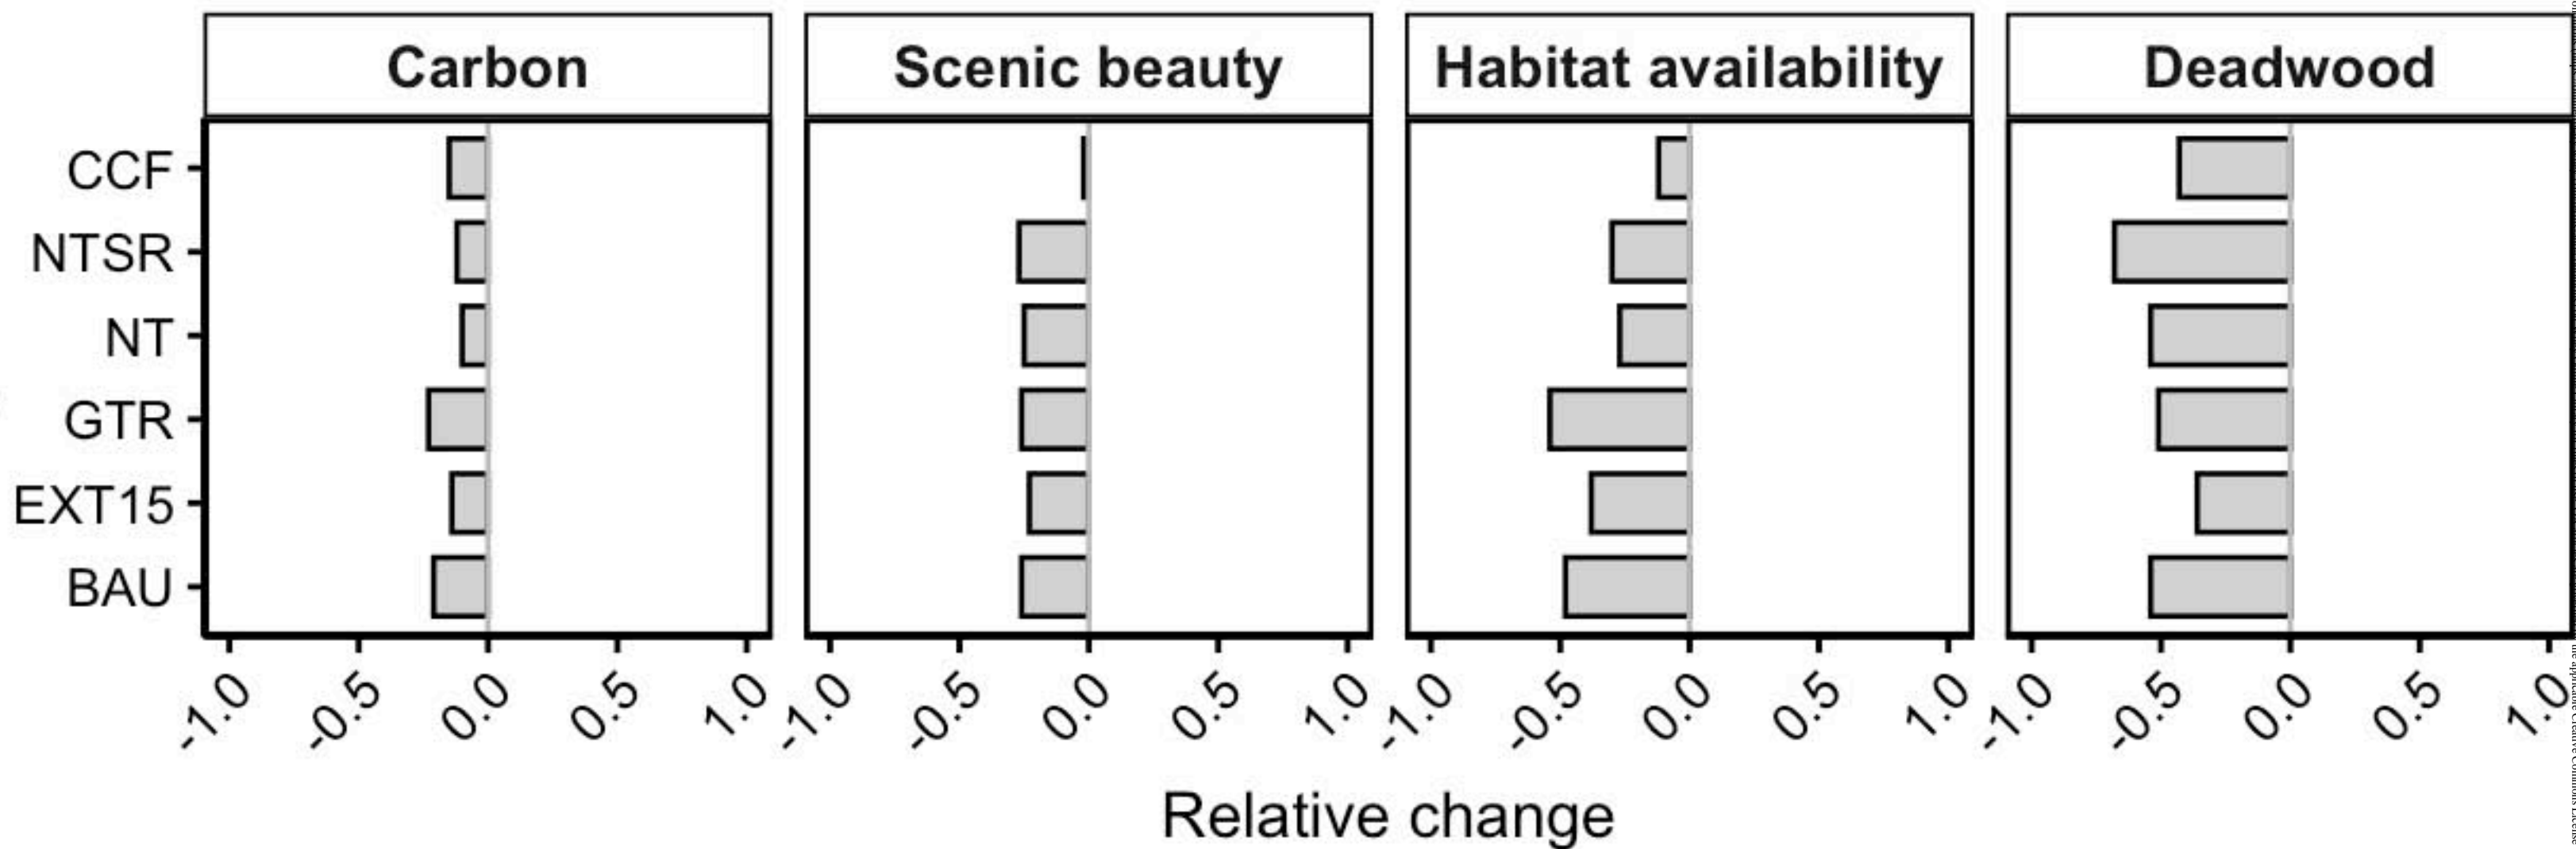 Carbon Scenic beauty Habitat availability Deadwood
CCF
NTSR
NT
GTR
EXT15
BAU
-1.0 -0.5 0.0 0.5 1.0 -1.0 -0.5 0.0 0.5 1.0 -1.0 -0.5 0.0 0.5 1.0 -1.0 -0.5 0.0 0.5 1.0
Relative change